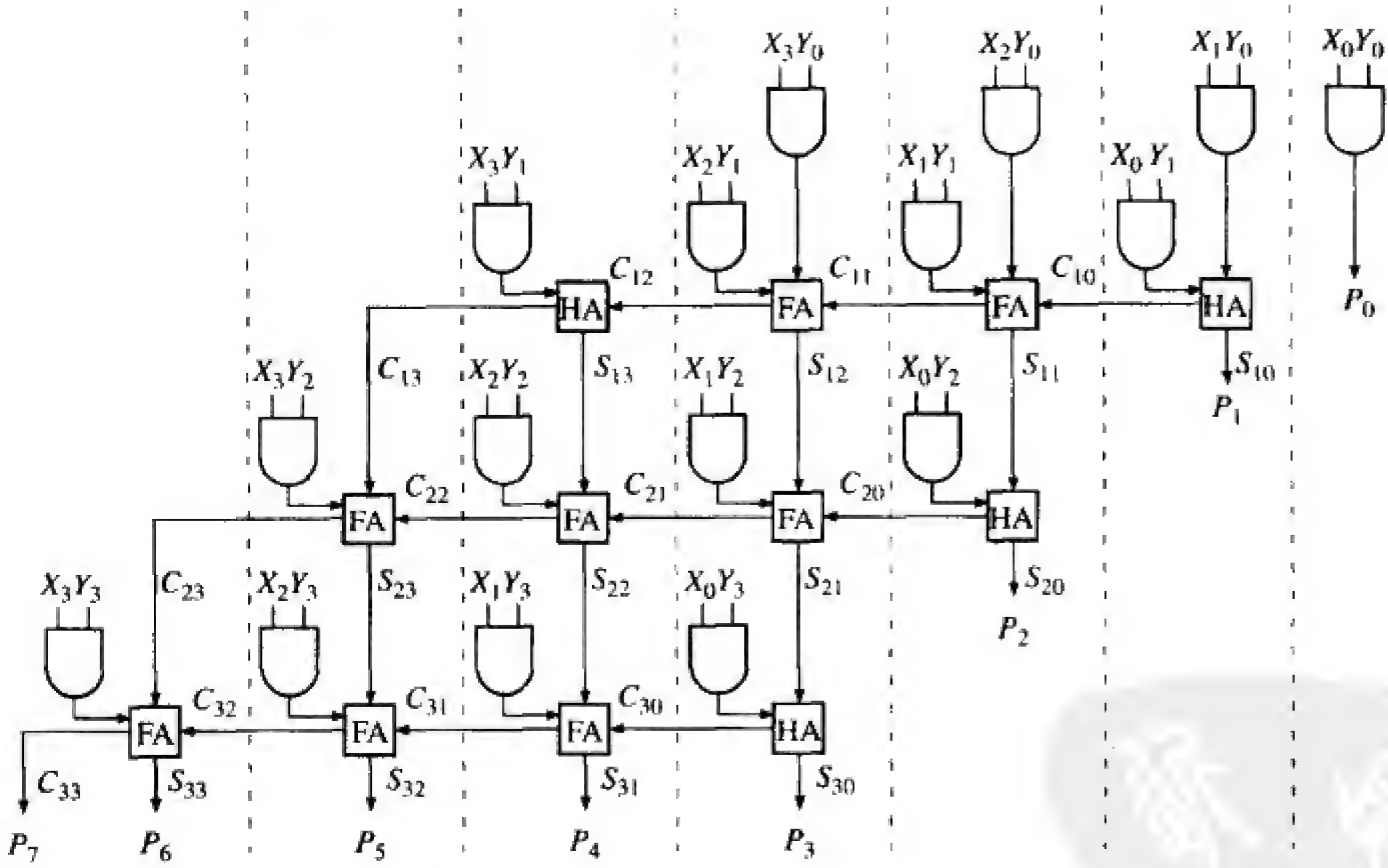 X₃Y₀ X₂Y₀ X₁Y₀ X₀Y₀
X₃Y₁ X₂Y₁ X₁Y₁ X₀Y₁
C₁₂ C₁₁ C₁₀
HA FA FA HA P₀
C₁₃ S₁₃ S₁₂ S₁₁ S₁₀
X₃Y₂ X₂Y₂ X₁Y₂ X₀Y₂ P₁
C₂₂ C₂₁ C₂₀
FA FA FA HA
C₂₃ S₂₃ S₂₂ S₂₁ S₂₀
X₃Y₃ X₂Y₃ X₁Y₃ X₀Y₃ P₂
C₃₂ C₃₁ C₃₀
FA FA FA HA
C₃₃ S₃₃ S₃₂ S₃₁ S₃₀
P₇ P₆ P₅ P₄ P₃